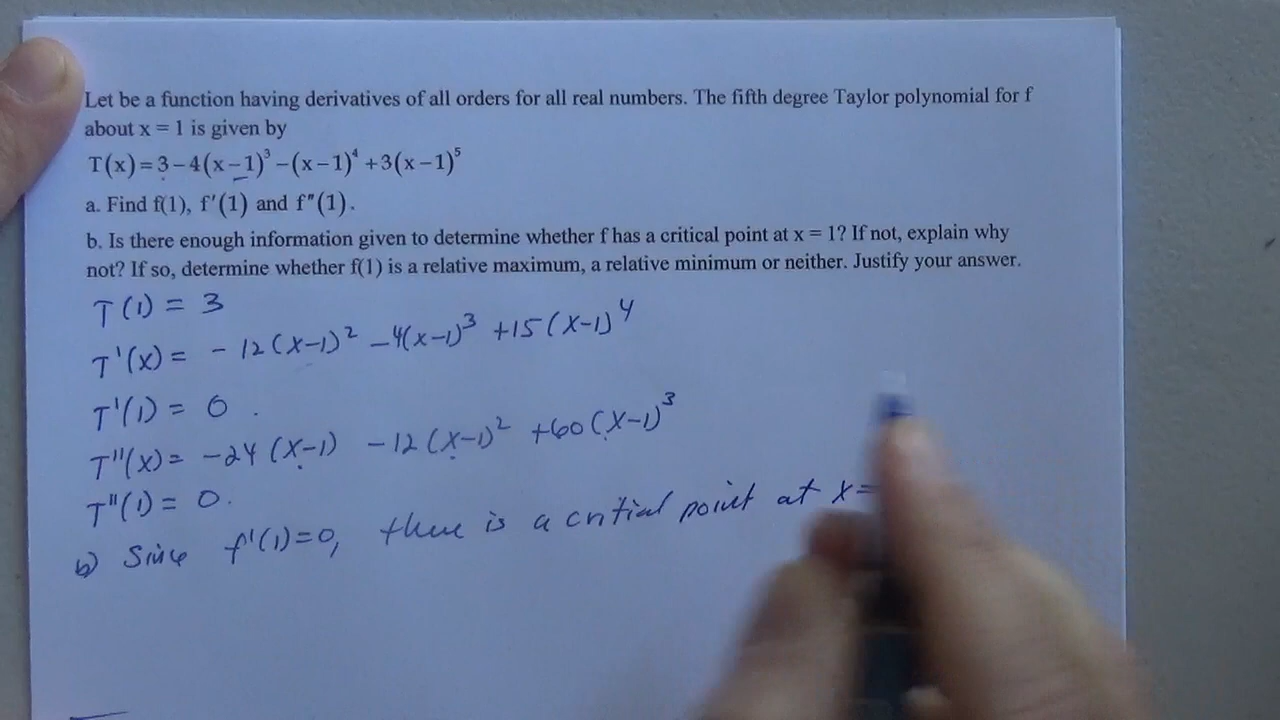 Let be a function having derivatives of all orders for all real numbers. The fifth degree Taylor polynomial for f
about x = 1 is given by
T(x)=3−4(x−1)³−(x−1)⁴+3(x−1)⁵
a. Find f(1), f′(1) and f″(1).
b. Is there enough information given to determine whether f has a critical point at x = 1? If not, explain why
not? If so, determine whether f(1) is a relative maximum, a relative minimum or neither. Justify your answer.
T(1) = 3
T'(x) = −12(x−1)² −4(x−1)³ +15(x−1)⁴
T'(1) = 0.
T''(x) = −24(x−1) −12(x−1)² +60(x−1)³
T''(1) = 0.
b) Since f'(1)=0, there is a critial point at x=